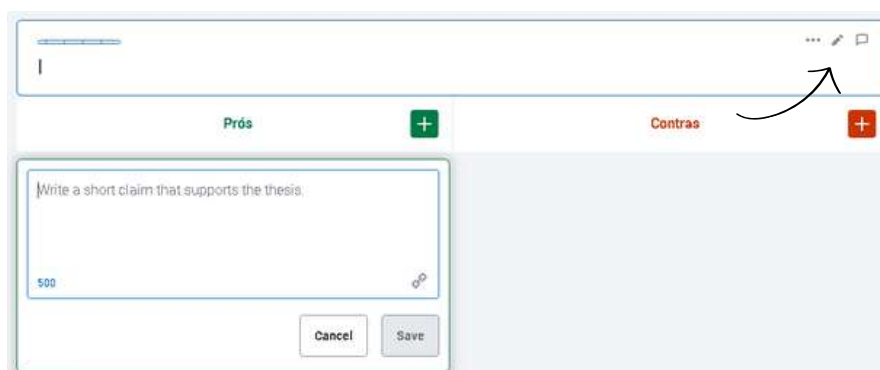 Prós
Contras
Write a short claim that supports the thesis.
500
Cancel
Save